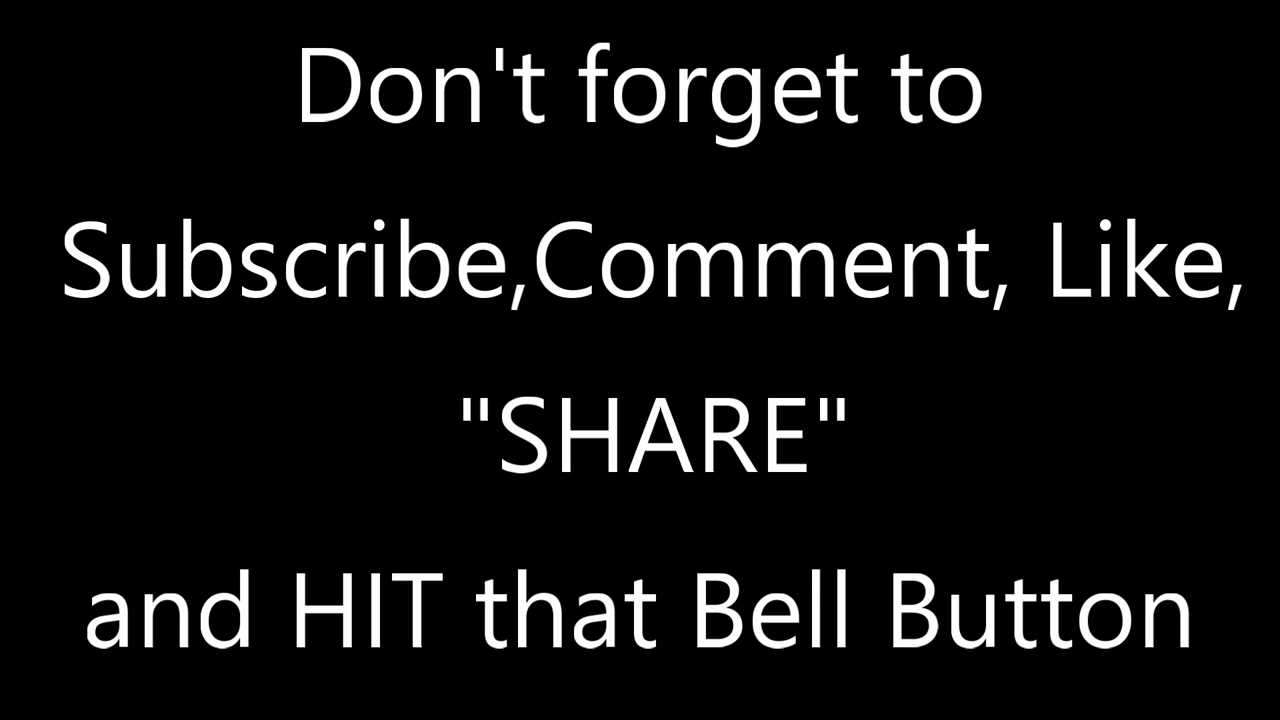 Don't forget to
Subscribe,Comment, Like,
"SHARE"
and HIT that Bell Button